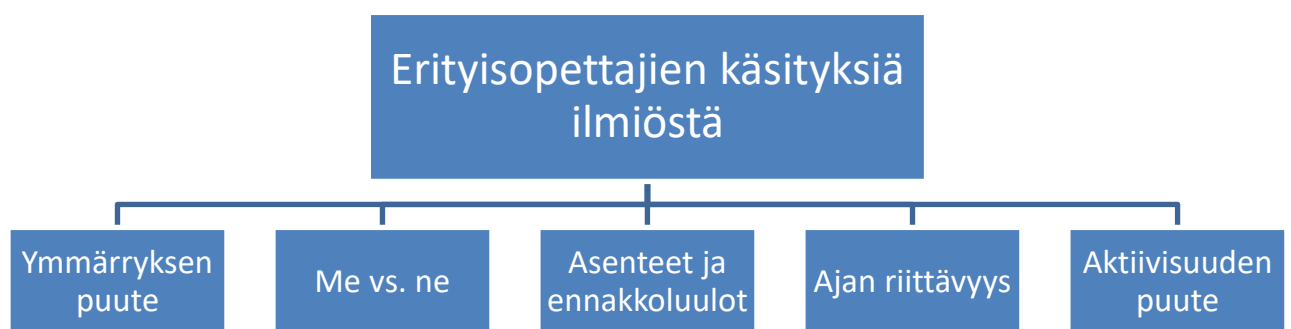 Erityisopettajien käsityksiä
ilmiöstä
Ymmärryksen
puute
Me vs. ne
Asenteet ja
ennakkoluulot
Ajan riittävyys
Aktiivisuuden
puute